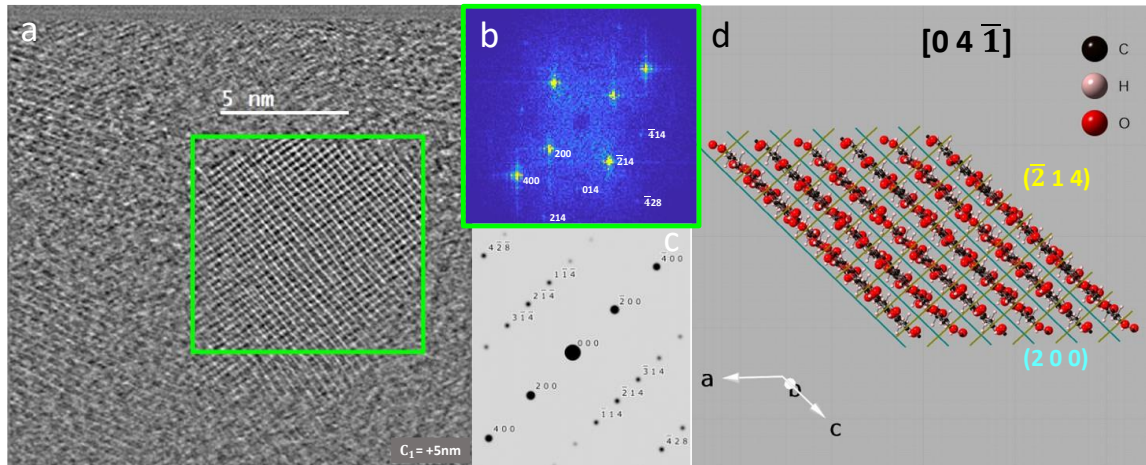 a
5 nm
C₁ = +5nm
b
4̅14
200
2̅14
400
014
4̅28
214
c
4 2̅ 8̅
4̅ 0 0
1 1̅ 4̅
2 1̅ 4̅
2̅ 0 0
3 1̅ 4̅
0 0 0
3̅ 1 4
2 0 0
2̅ 1 4
1̅ 1 4
4 0 0
4̅ 2 8
d
[0 4 1̅]
C
H
O
(2̅ 1 4)
(2 0 0)
a
b
c